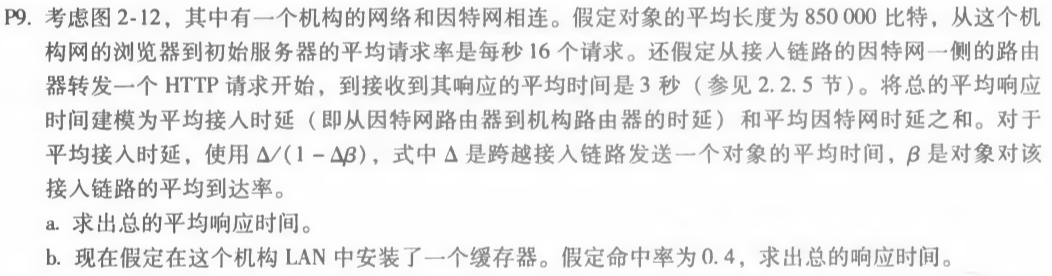 P9. 考虑图 2-12，其中有一个机构的网络和因特网相连。假定对象的平均长度为 850 000 比特，从这个机
构网的浏览器到初始服务器的平均请求率是每秒 16 个请求。还假定从接入链路的因特网一侧的路由
器转发一个 HTTP 请求开始，到接收到其响应的平均时间是 3 秒（参见 2.2.5 节）。将总的平均响应
时间建模为平均接入时延（即从因特网路由器到机构路由器的时延）和平均因特网时延之和。对于
平均接入时延，使用 Δ/(1 - Δβ)，式中 Δ 是跨越接入链路发送一个对象的平均时间，β 是对象对该
接入链路的平均到达率。
a. 求出总的平均响应时间。
b. 现在假定在这个机构 LAN 中安装了一个缓存器。假定命中率为 0.4，求出总的响应时间。